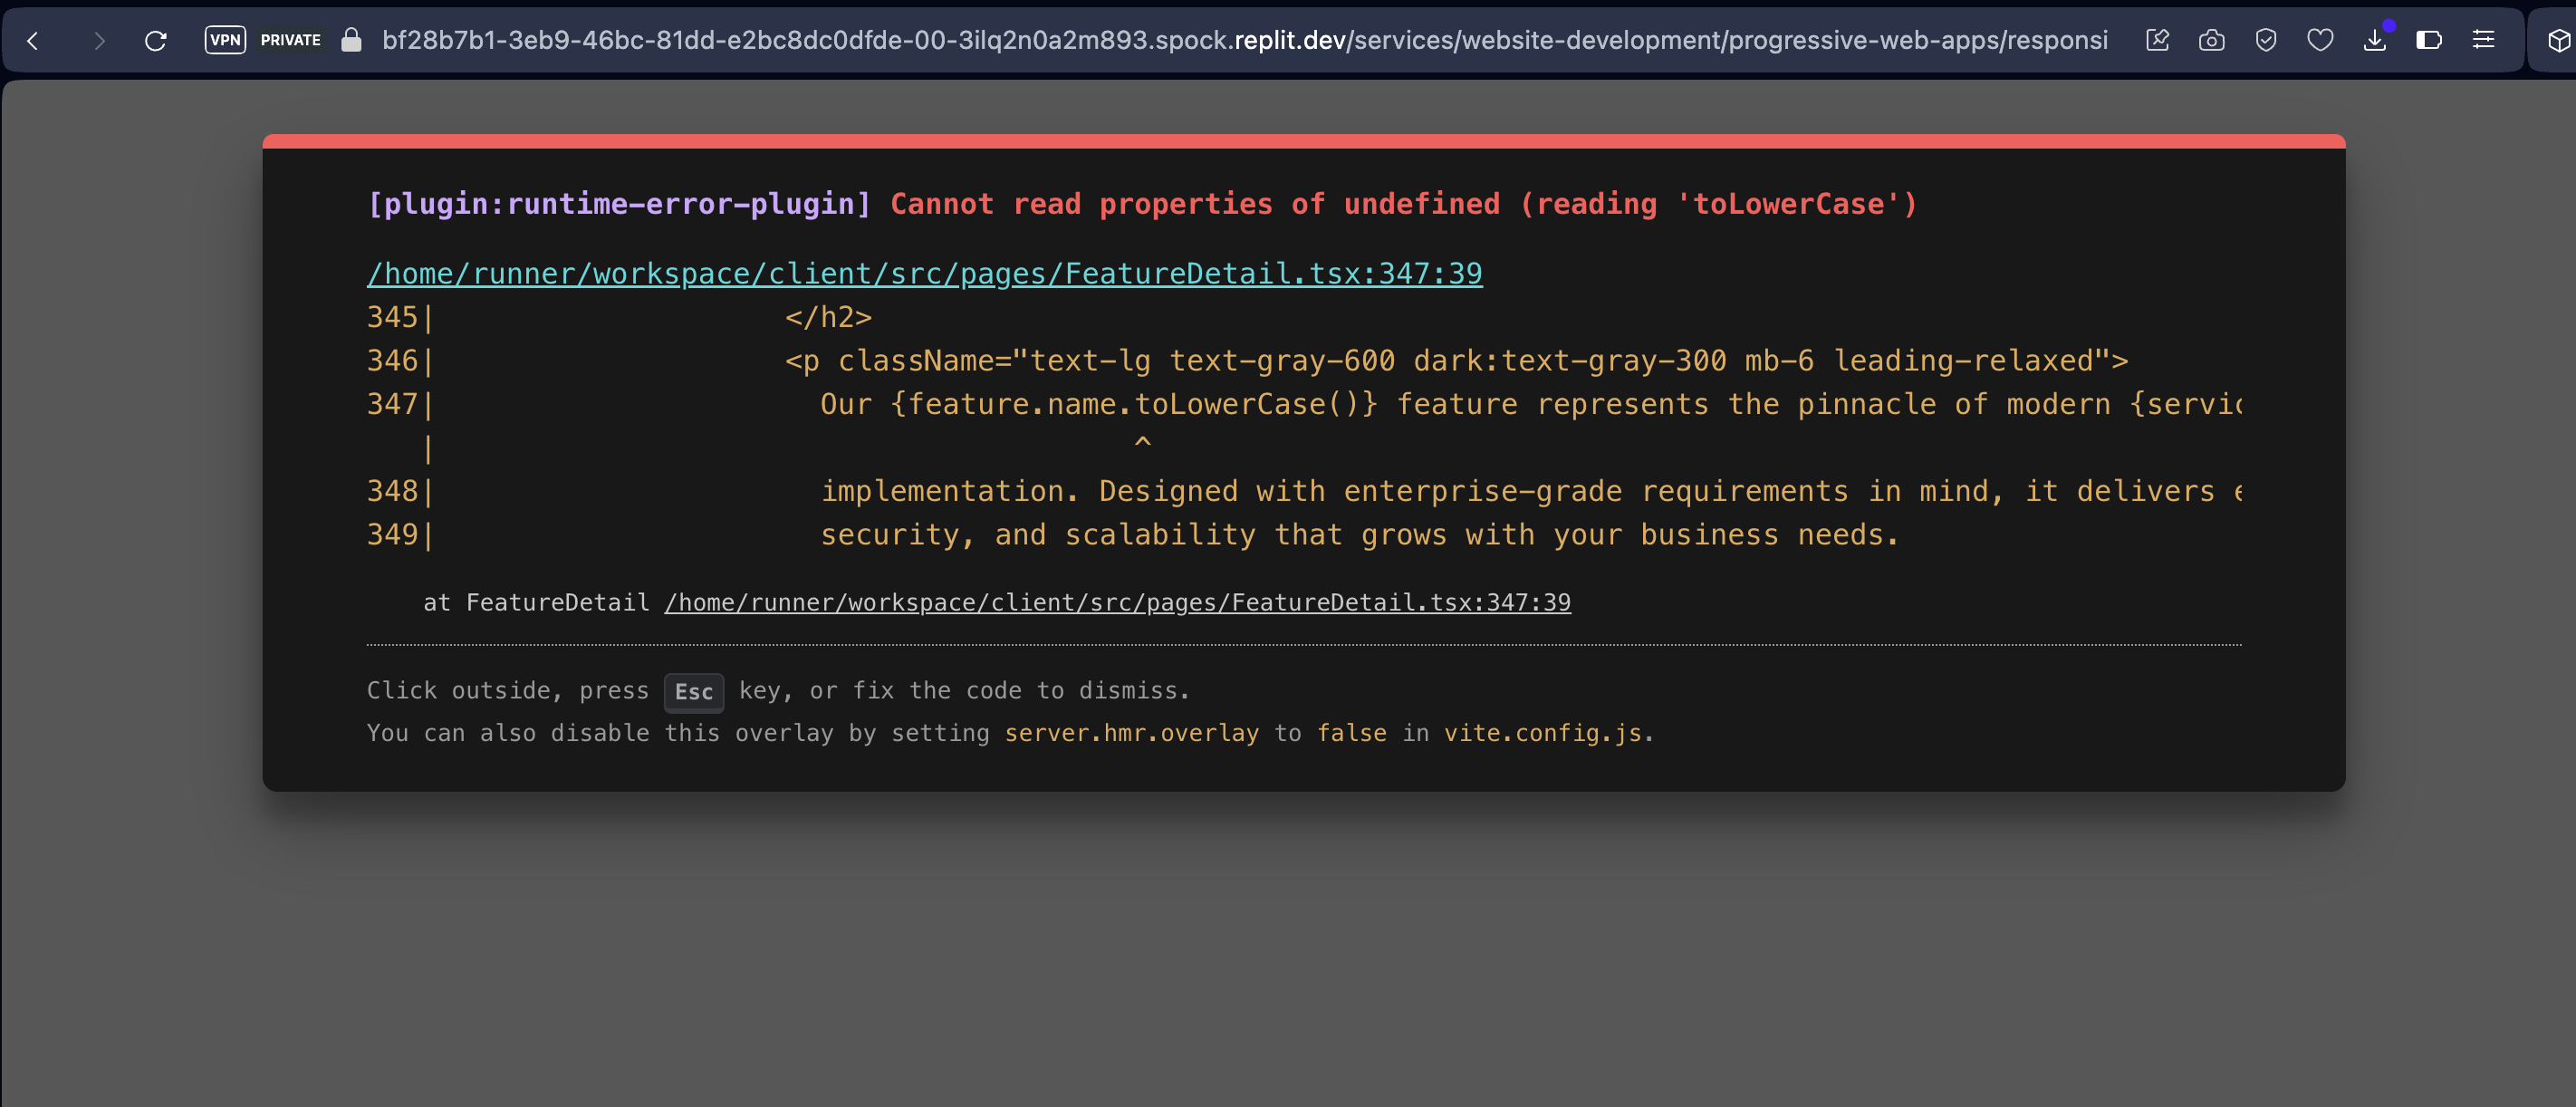 VPN PRIVATE bf28b7b1-3eb9-46bc-81dd-e2bc8dc0dfde-00-3ilq2n0a2m893.spock.replit.dev/services/website-development/progressive-web-apps/responsi
[plugin:runtime-error-plugin] Cannot read properties of undefined (reading 'toLowerCase')
/home/runner/workspace/client/src/pages/FeatureDetail.tsx:347:39
345|                    </h2>
346|                    <p className="text-lg text-gray-600 dark:text-gray-300 mb-6 leading-relaxed">
347|                      Our {feature.name.toLowerCase()} feature represents the pinnacle of modern {servic
   |                                        ^
348|                      implementation. Designed with enterprise-grade requirements in mind, it delivers e
349|                      security, and scalability that grows with your business needs.
at FeatureDetail /home/runner/workspace/client/src/pages/FeatureDetail.tsx:347:39
Click outside, press Esc key, or fix the code to dismiss.
You can also disable this overlay by setting server.hmr.overlay to false in vite.config.js.